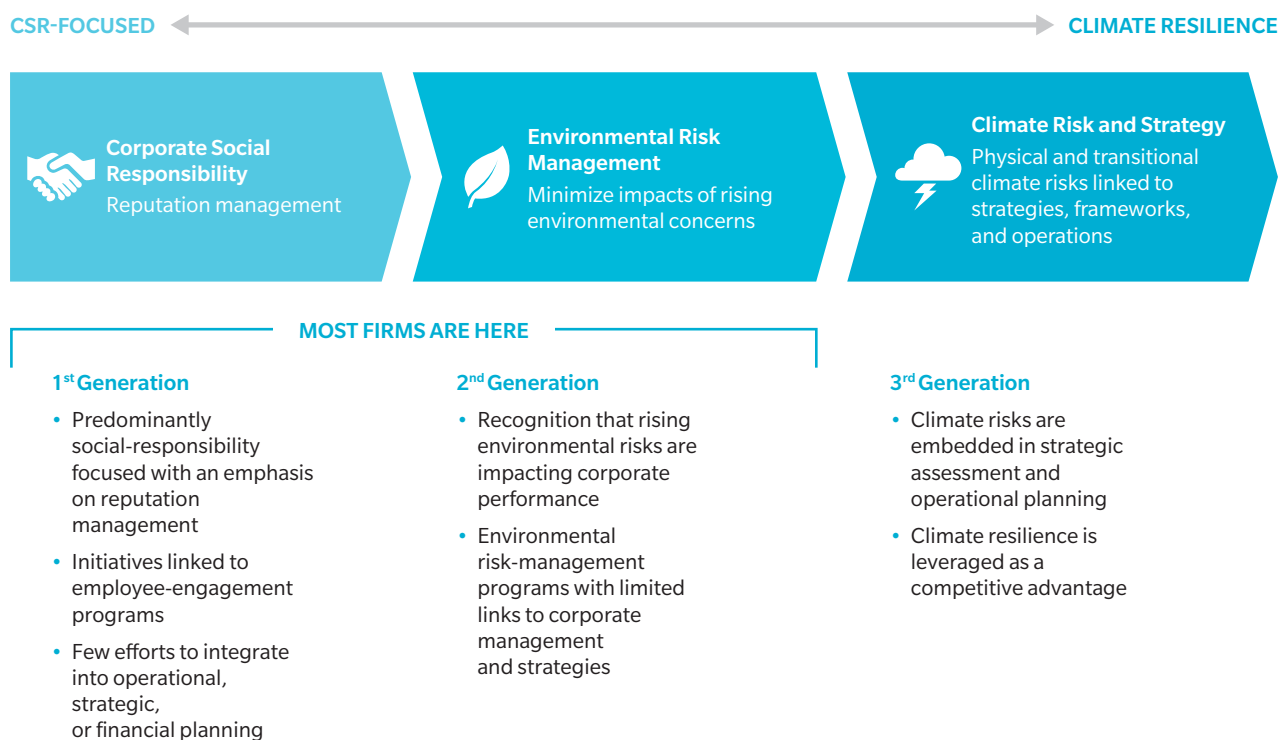 CSR-FOCUSED
CLIMATE RESILIENCE
Corporate Social
Responsibility
Reputation management
Environmental Risk
Management
Minimize impacts of rising
environmental concerns
Climate Risk and Strategy
Physical and transitional
climate risks linked to
strategies, frameworks,
and operations
MOST FIRMS ARE HERE
1st Generation
• Predominantly
social-responsibility
focused with an emphasis
on reputation
management
• Initiatives linked to
employee-engagement
programs
• Few efforts to integrate
into operational,
strategic,
or financial planning
2nd Generation
• Recognition that rising
environmental risks are
impacting corporate
performance
• Environmental
risk-management
programs with limited
links to corporate
management
and strategies
3rd Generation
• Climate risks are
embedded in strategic
assessment and
operational planning
• Climate resilience is
leveraged as a
competitive advantage